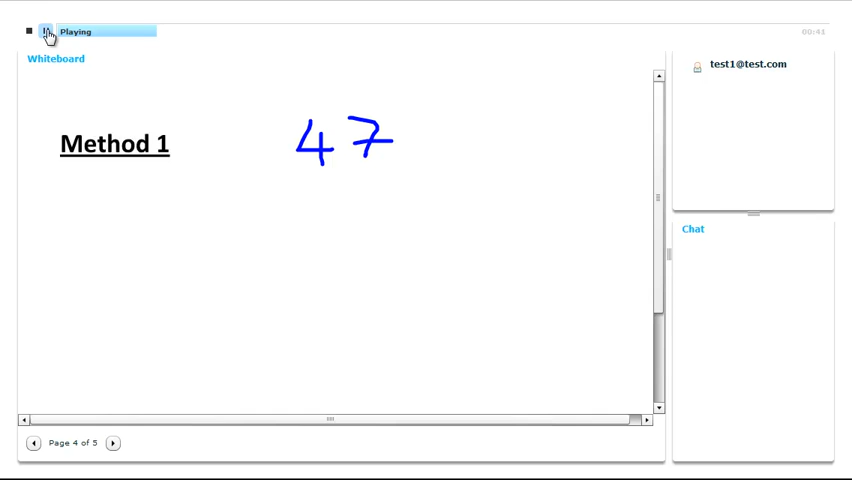 Playing 00:41
Whiteboard
test1@test.com
Method 1 47
Chat
Page 4 of 5